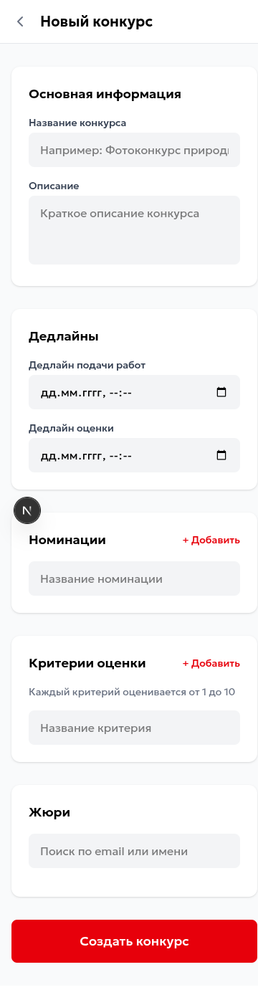 Новый конкурс
Основная информация
Название конкурса
Например: Фотоконкурс природ
Описание
Краткое описание конкурса
Дедлайны
Дедлайн подачи работ
дд.мм.гггг, --:--
Дедлайн оценки
дд.мм.гггг, --:--
N
Номинации
+ Добавить
Название номинации
Критерии оценки
+ Добавить
Каждый критерий оценивается от 1 до 10
Название критерия
Жюри
Поиск по email или имени
Создать конкурс